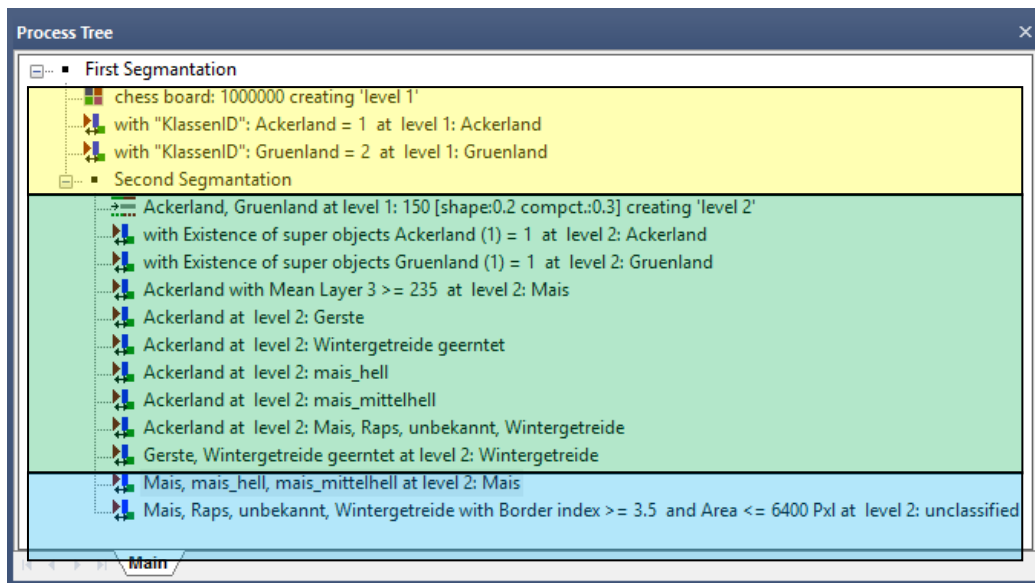 Process Tree
First Segmantation
chess board: 1000000 creating 'level 1'
with "KlassenID": Ackerland = 1 at level 1: Ackerland
with "KlassenID": Gruenland = 2 at level 1: Gruenland
Second Segmantation
Ackerland, Gruenland at level 1: 150 [shape:0.2 compct.:0.3] creating 'level 2'
with Existence of super objects Ackerland (1) = 1 at level 2: Ackerland
with Existence of super objects Gruenland (1) = 1 at level 2: Gruenland
Ackerland with Mean Layer 3 >= 235 at level 2: Mais
Ackerland at level 2: Gerste
Ackerland at level 2: Wintergetreide geerntet
Ackerland at level 2: mais_hell
Ackerland at level 2: mais_mittelhell
Ackerland at level 2: Mais, Raps, unbekannt, Wintergetreide
Gerste, Wintergetreide geerntet at level 2: Wintergetreide
Mais, mais_hell, mais_mittelhell at level 2: Mais
Mais, Raps, unbekannt, Wintergetreide with Border index >= 3.5 and Area <= 6400 Pxl at level 2: unclassified
Main